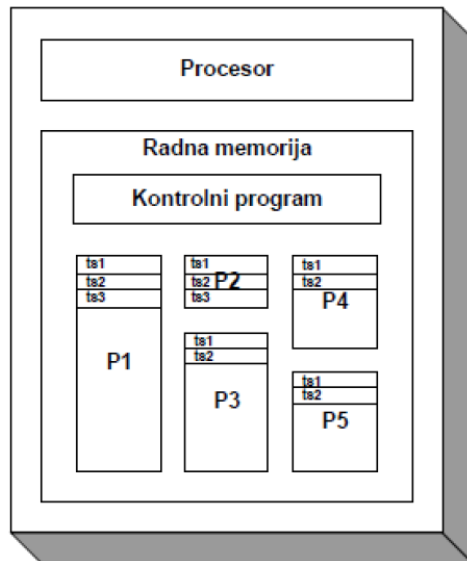 Procesor
Radna memorija
Kontrolni program
ts1
ts2
ts3
P1
ts1
ts2
P2
ts3
ts1
ts2
P3
ts1
ts2
P4
ts1
ts2
P5